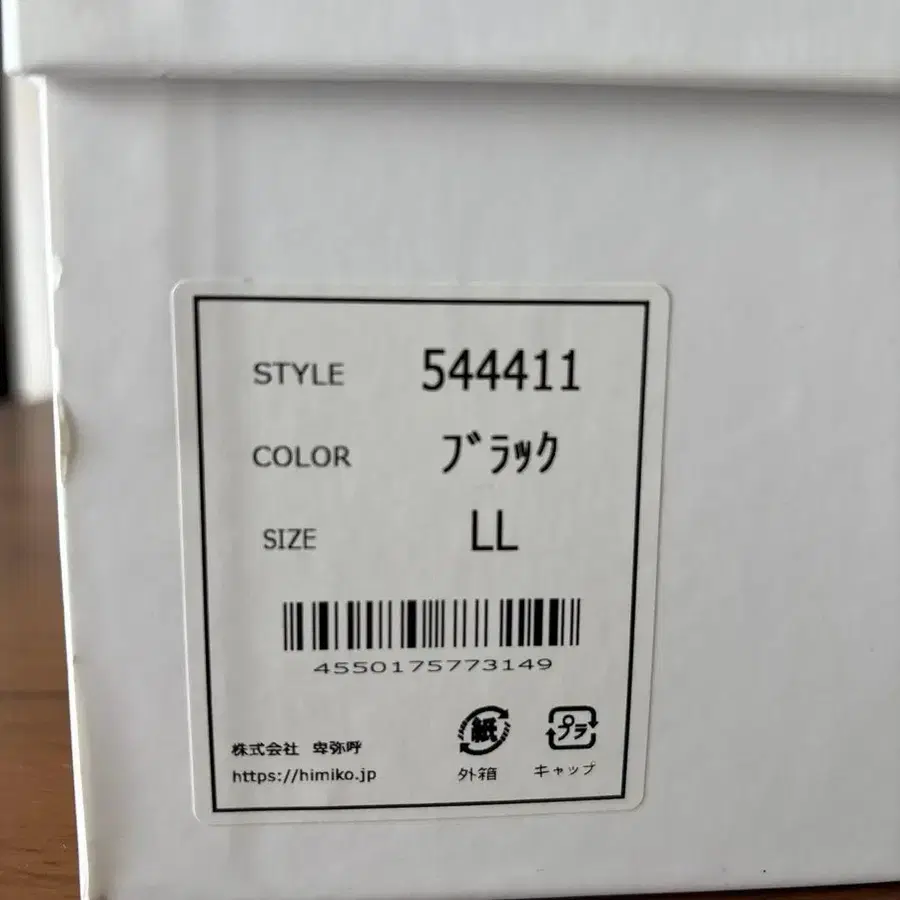 STYLE 544411
COLOR ブラック
SIZE LL
4550175773149
紙 プラ
外箱 キャップ
株式会社 卑弥呼
https://himiko.jp